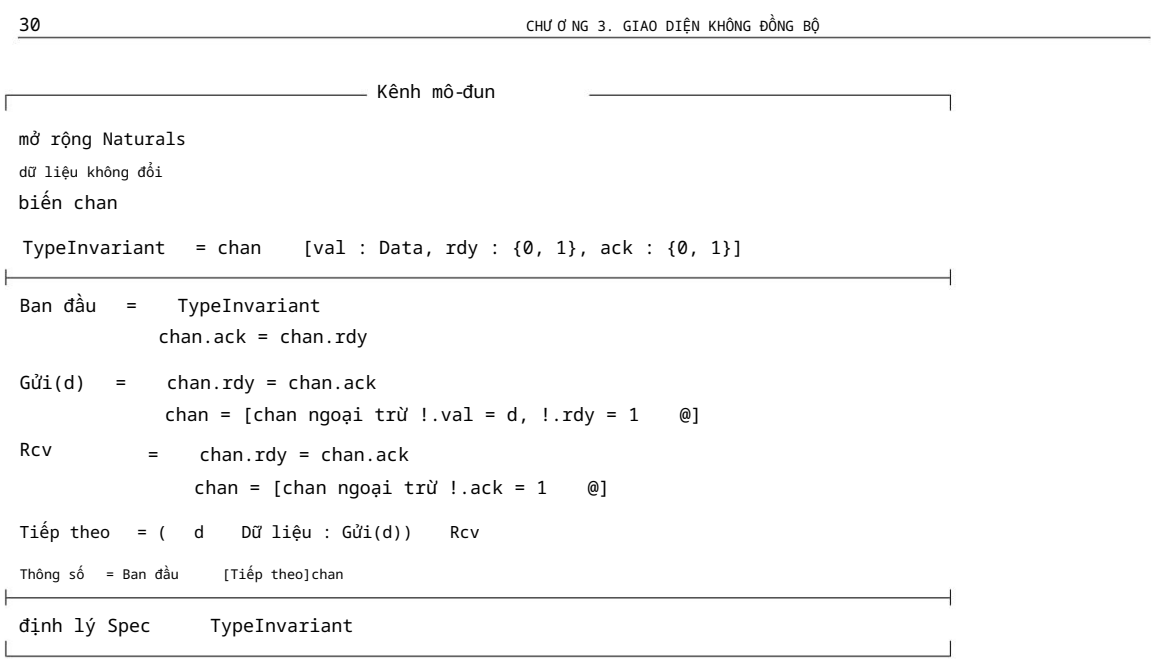 30 CHƯ Ơ NG 3. GIAO DIỆN KHÔNG ĐỒNG BỘ
Kênh mô-đun
mở rộng Naturals
dữ liệu không đổi
biến chan
TypeInvariant = chan [val : Data, rdy : {0, 1}, ack : {0, 1}]
Ban đầu = TypeInvariant
chan.ack = chan.rdy
Gửi(d) = chan.rdy = chan.ack
chan = [chan ngoại trừ !.val = d, !.rdy = 1 @]
Rcv = chan.rdy = chan.ack
chan = [chan ngoại trừ !.ack = 1 @]
Tiếp theo = ( d Dữ liệu : Gửi(d)) Rcv
Thông số = Ban đầu [Tiếp theo]chan
định lý Spec TypeInvariant